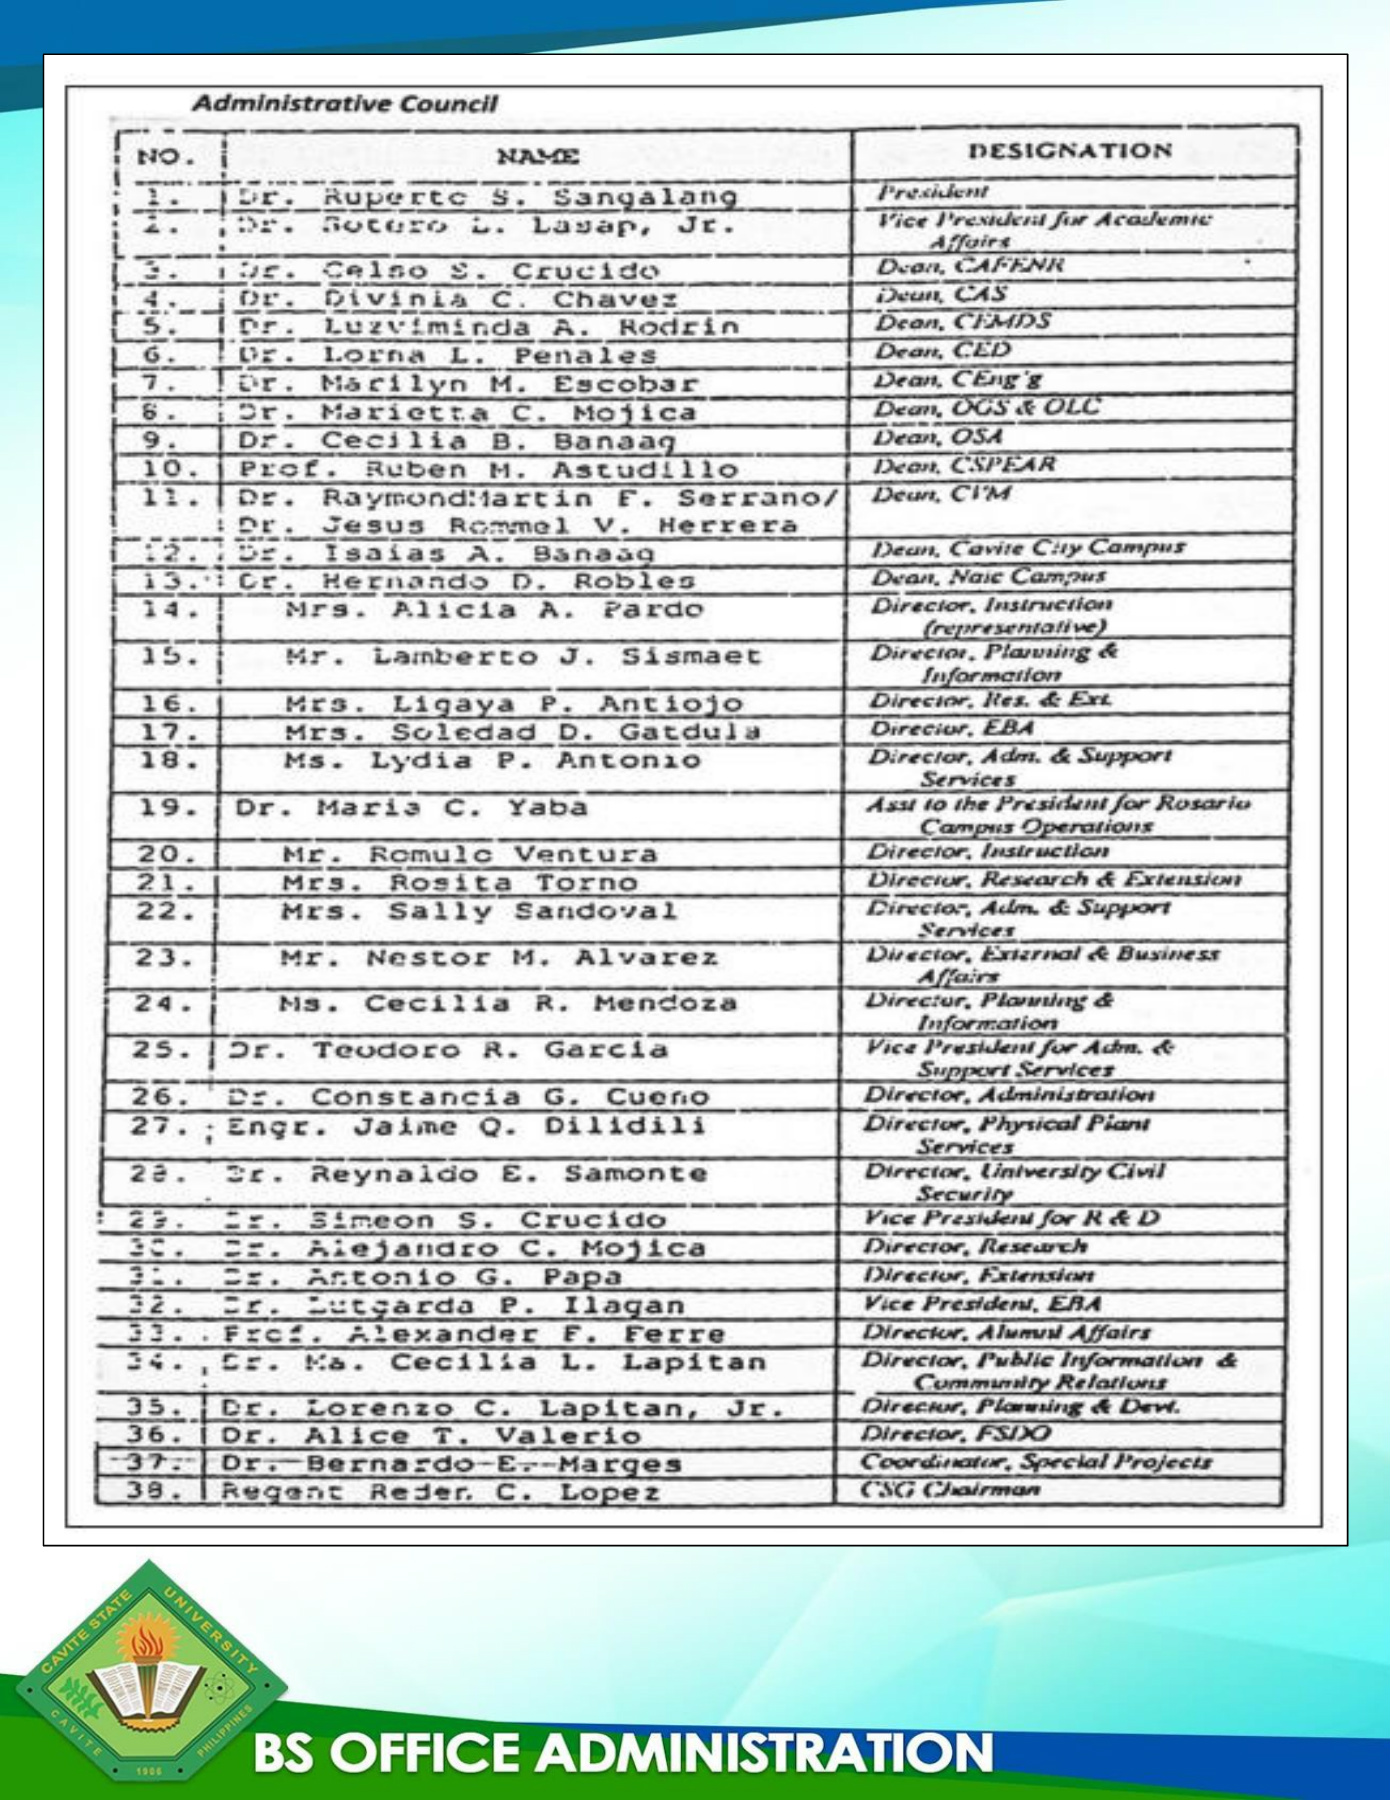 Administrative Council
NO. NAME DESIGNATION
1. Dr. Ruperto S. Sangalang President
2. Dr. Sotero L. Lasap, Jr. Vice President for Academic
Affairs
3. Dr. Celso S. Crucido Dean, CAFENR
4. Dr. Divinia C. Chavez Dean, CAS
5. Dr. Luzviminda A. Rodrin Dean, CEMDS
6. Dr. Lorna L. Penales Dean, CED
7. Dr. Marilyn M. Escobar Dean, CEng'g
8. Dr. Marietta C. Mojica Dean, OGS & OLC
9. Dr. Cecilia B. Banaag Dean, OSA
10. Prof. Ruben M. Astudillo Dean, CSPEAR
11. Dr. RaymondMartin F. Serrano/ Dean, CVM
Dr. Jesus Rommel V. Herrera
12. Dr. Isaias A. Banaag Dean, Cavite City Campus
13. Dr. Hernando D. Robles Dean, Naic Campus
14. Mrs. Alicia A. Pardo Director, Instruction
(representative)
15. Mr. Lamberto J. Sismaet Director, Planning &
Information
16. Mrs. Ligaya P. Antiojo Director, Res. & Ext.
17. Mrs. Soledad D. Gatdula Director, EBA
18. Ms. Lydia P. Antonio Director, Adm. & Support
Services
19. Dr. Maria C. Yaba Asst to the President for Rosario
Campus Operations
20. Mr. Romulo Ventura Director, Instruction
21. Mrs. Rosita Torno Director, Research & Extension
22. Mrs. Sally Sandoval Director, Adm. & Support
Services
23. Mr. Nestor M. Alvarez Director, External & Business
Affairs
24. Ms. Cecilia R. Mendoza Director, Planning &
Information
25. Dr. Teodoro R. Garcia Vice President for Adm. &
Support Services
26. Dr. Constancia G. Cueno Director, Administration
27. Engr. Jaime Q. Dilidili Director, Physical Plant
Services
28. Dr. Reynaldo E. Samonte Director, University Civil
Security
29. Dr. Simeon S. Crucido Vice President for R & D
30. Dr. Alejandro C. Mojica Director, Research
31. Dr. Antonio G. Papa Director, Extension
32. Dr. Lutgarda P. Ilagan Vice President, EBA
33. Prof. Alexander F. Ferre Director, Alumni Affairs
34. Dr. Ma. Cecilia L. Lapitan Director, Public Information &
Community Relations
35. Dr. Lorenzo C. Lapitan, Jr. Director, Planning & Devt.
36. Dr. Alice T. Valerio Director, FSDO
37. Dr. Bernardo E. Marges Coordinator, Special Projects
38. Regent Reder C. Lopez CSG Chairman
CAVITE STATE UNIVERSITY
CAVITE PHILIPPINES
1906
BS OFFICE ADMINISTRATION